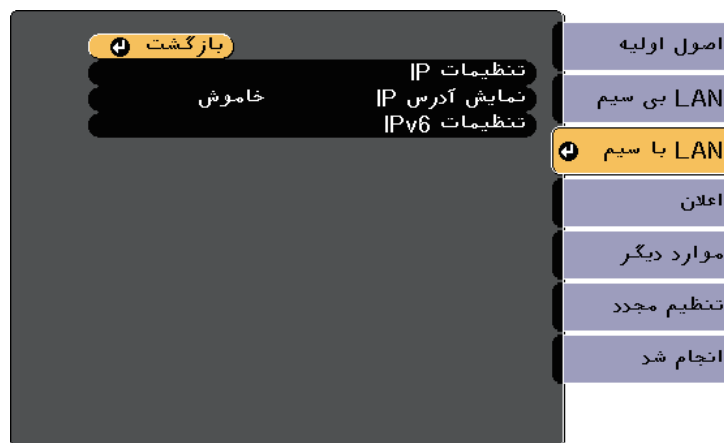 اصول اولیه
LAN بی سیم
LAN با سیم
اعلان
موارد دیگر
تنظیم مجدد
انجام شد
بازگشت
تنظیمات IP
نمایش آدرس IP خاموش
تنظیمات IPv6